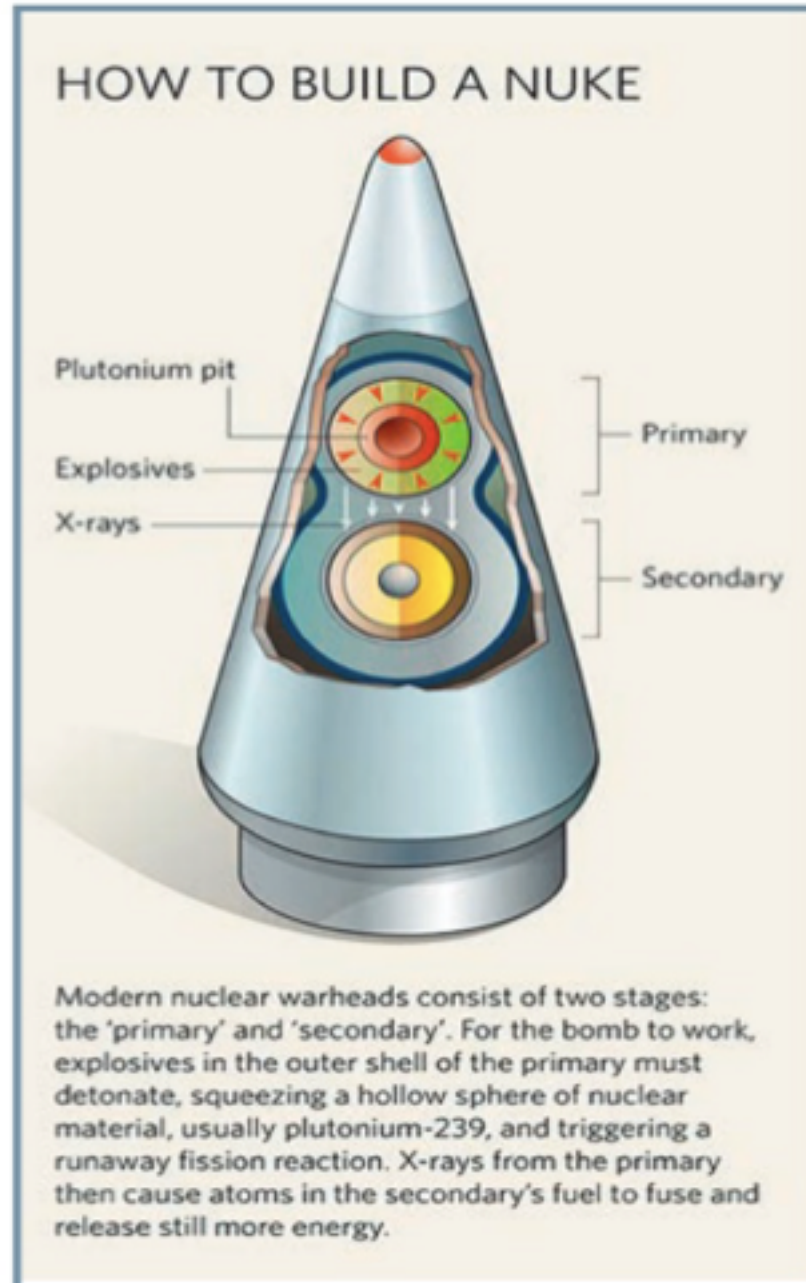 HOW TO BUILD A NUKE
Plutonium pit
Explosives
X-rays
Primary
Secondary
Modern nuclear warheads consist of two stages:
the ‘primary’ and ‘secondary’. For the bomb to work,
explosives in the outer shell of the primary must
detonate, squeezing a hollow sphere of nuclear
material, usually plutonium-239, and triggering a
runaway fission reaction. X-rays from the primary
then cause atoms in the secondary’s fuel to fuse and
release still more energy.